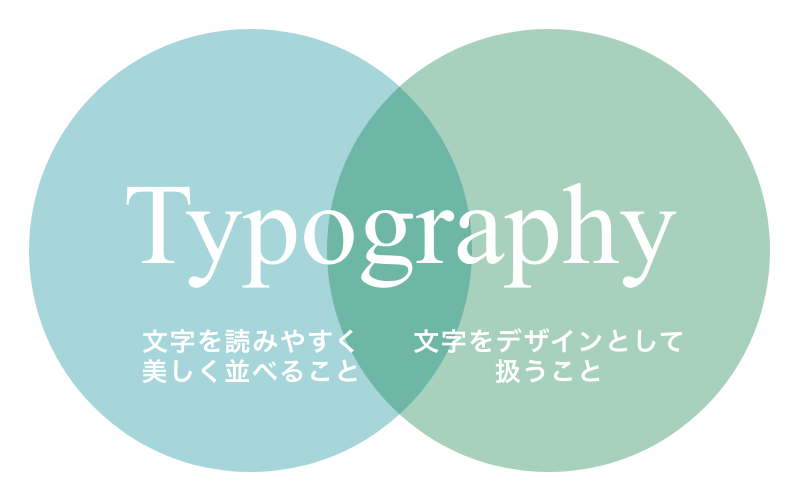 Typography
文字を読みやすく
美しく並べること
文字をデザインとして
扱うこと